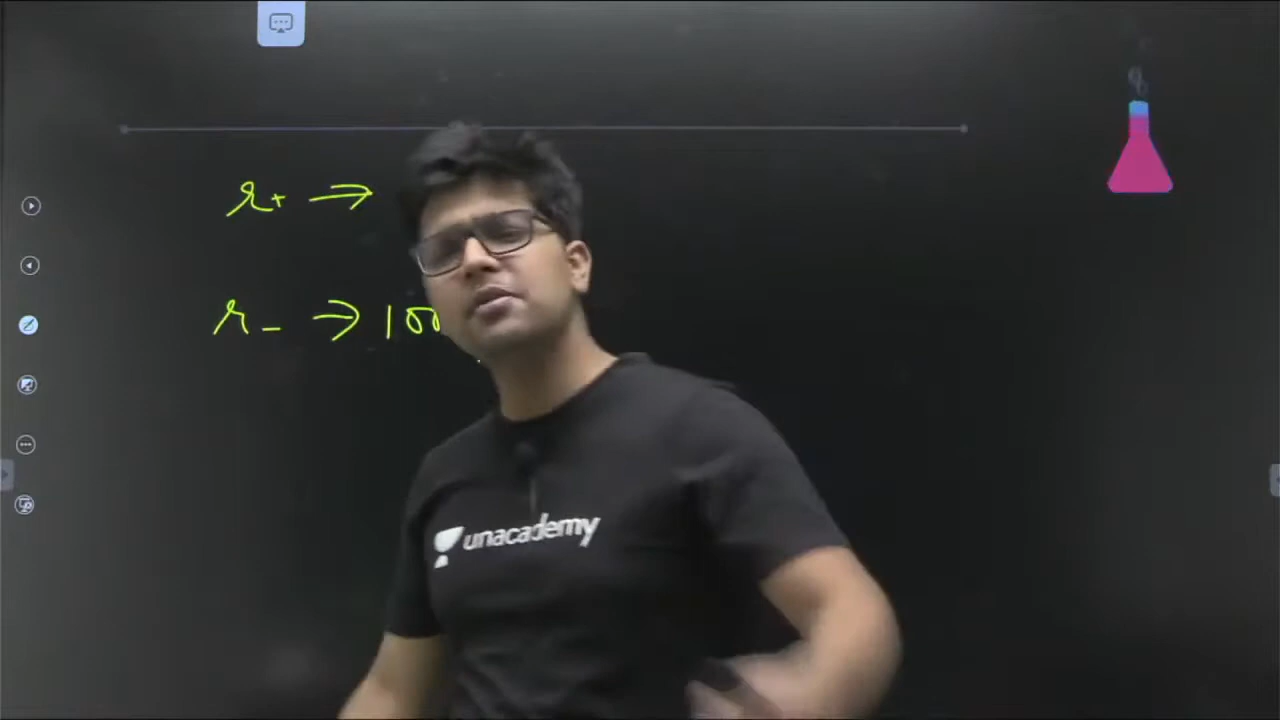 r+ →
r- → 100
unacademy